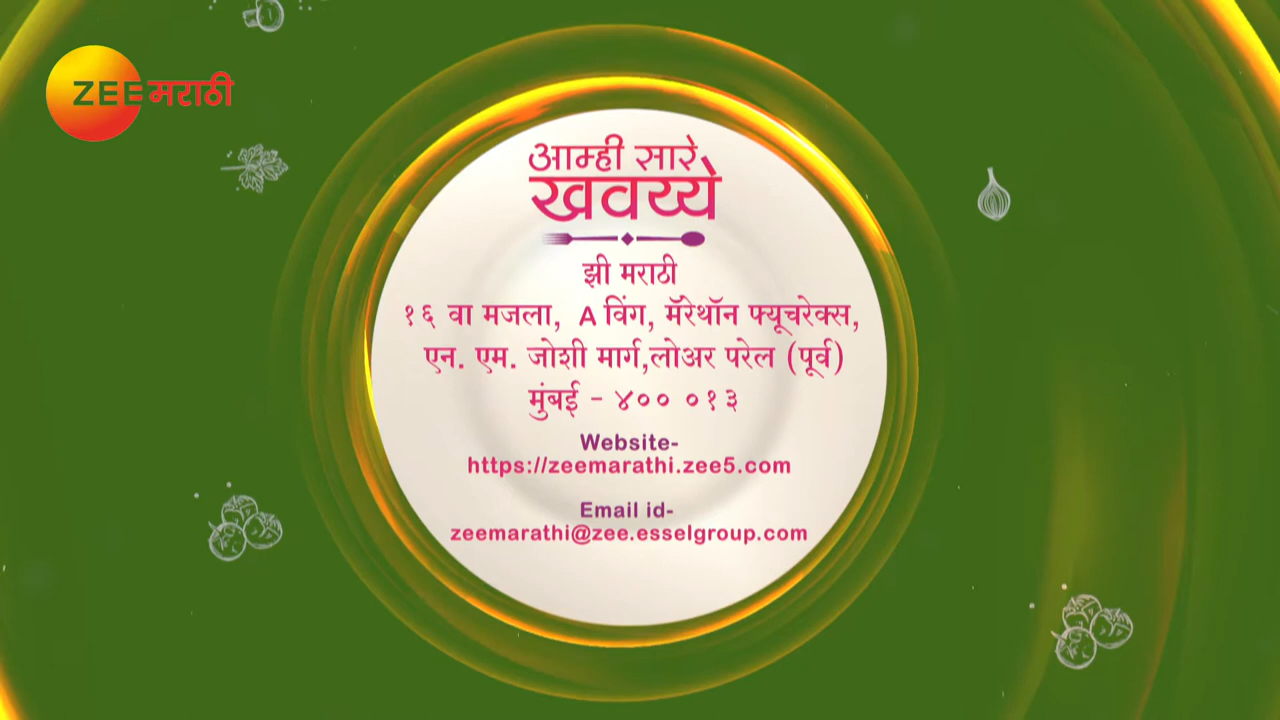 ZEE मराठी
आम्ही सारे
खवय्ये
झी मराठी
१६ वा मजला, A विंग, मॅरेथॉन फ्यूचरेक्स,
एन. एम. जोशी मार्ग,लोअर परेल (पूर्व)
मुंबई - ४०० ०१३
Website-
https://zeemarathi.zee5.com
Email id-
zeemarathi@zee.esselgroup.com